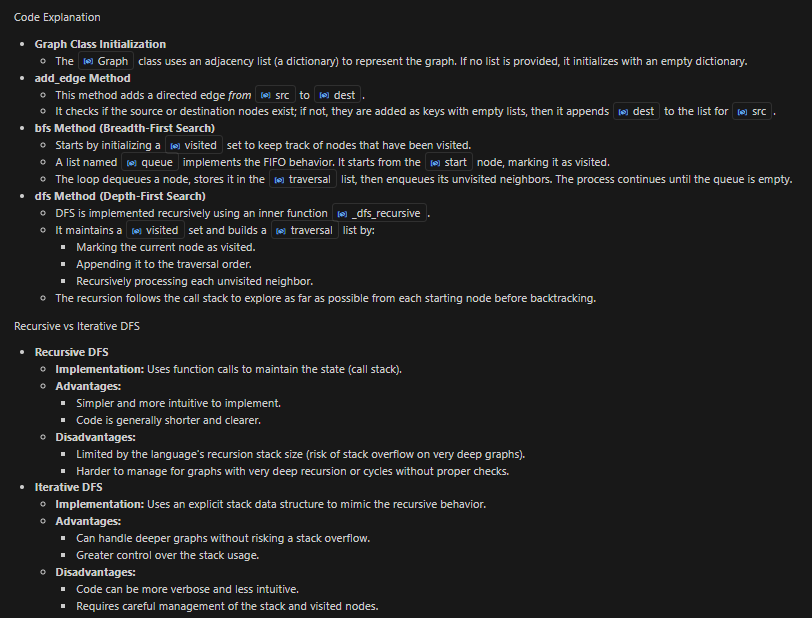 Code Explanation
• Graph Class Initialization
○ The Graph class uses an adjacency list (a dictionary) to represent the graph. If no list is provided, it initializes with an empty dictionary.
• add_edge Method
○ This method adds a directed edge from src to dest .
○ It checks if the source or destination nodes exist; if not, they are added as keys with empty lists, then it appends dest to the list for src .
• bfs Method (Breadth-First Search)
○ Starts by initializing a visited set to keep track of nodes that have been visited.
○ A list named queue implements the FIFO behavior. It starts from the start node, marking it as visited.
○ The loop dequeues a node, stores it in the traversal list, then enqueues its unvisited neighbors. The process continues until the queue is empty.
• dfs Method (Depth-First Search)
○ DFS is implemented recursively using an inner function _dfs_recursive .
○ It maintains a visited set and builds a traversal list by:
▪ Marking the current node as visited.
▪ Appending it to the traversal order.
▪ Recursively processing each unvisited neighbor.
○ The recursion follows the call stack to explore as far as possible from each starting node before backtracking.
Recursive vs Iterative DFS
• Recursive DFS
○ Implementation: Uses function calls to maintain the state (call stack).
○ Advantages:
▪ Simpler and more intuitive to implement.
▪ Code is generally shorter and clearer.
○ Disadvantages:
▪ Limited by the language's recursion stack size (risk of stack overflow on very deep graphs).
▪ Harder to manage for graphs with very deep recursion or cycles without proper checks.
• Iterative DFS
○ Implementation: Uses an explicit stack data structure to mimic the recursive behavior.
○ Advantages:
▪ Can handle deeper graphs without risking a stack overflow.
▪ Greater control over the stack usage.
○ Disadvantages:
▪ Code can be more verbose and less intuitive.
▪ Requires careful management of the stack and visited nodes.